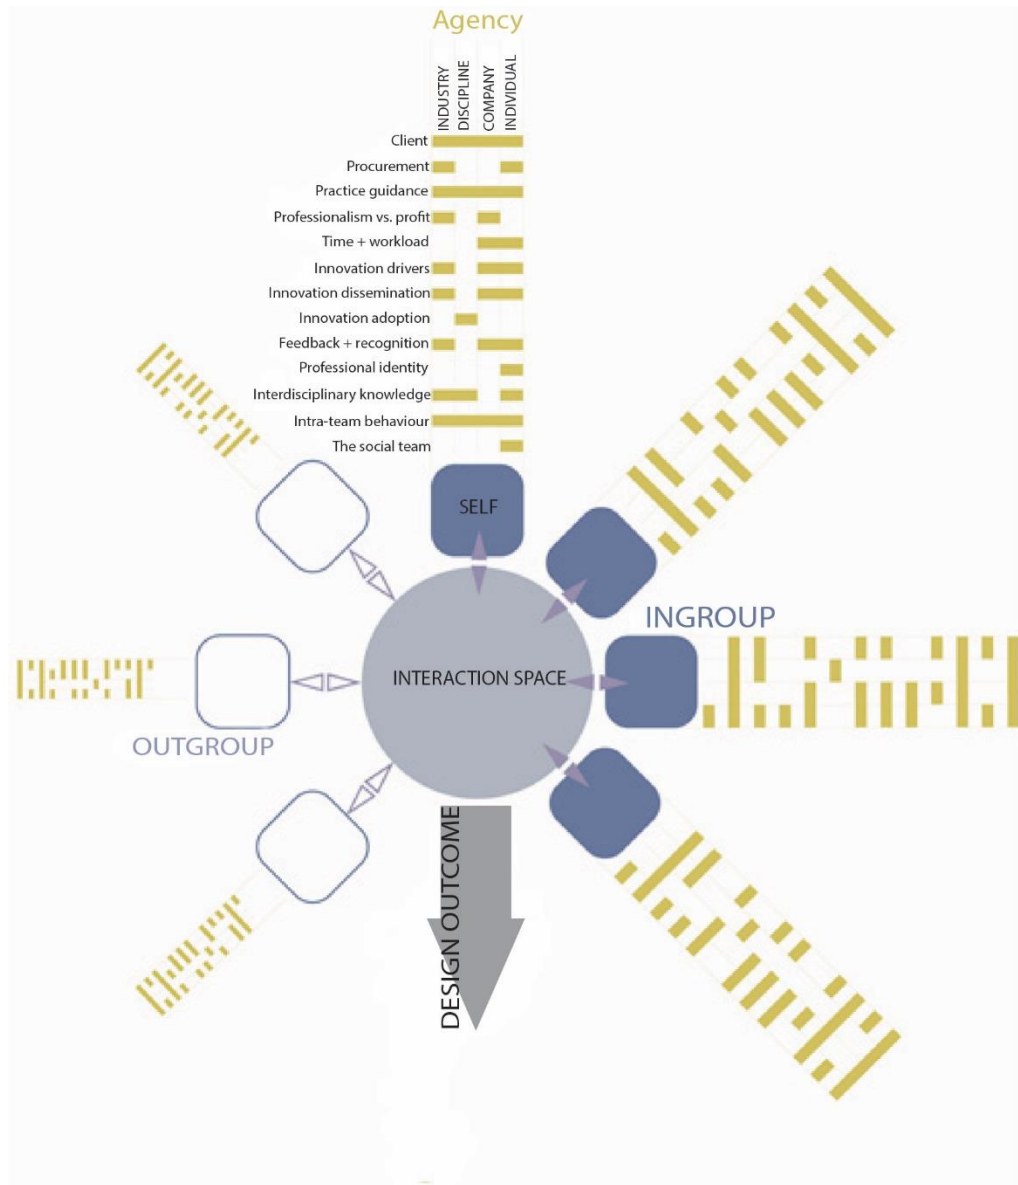 Agency
INDUSTRY
DISCIPLINE
COMPANY
INDIVIDUAL
Client
Procurement
Practice guidance
Professionalism vs. profit
Time + workload
Innovation drivers
Innovation dissemination
Innovation adoption
Feedback + recognition
Professional identity
Interdisciplinary knowledge
Intra-team behaviour
The social team
SELF
INGROUP
INTERACTION SPACE
OUTGROUP
DESIGN OUTCOME